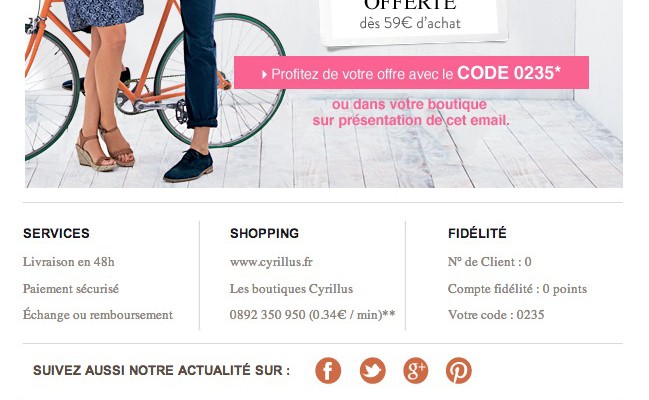 OFFERTE
dès 59€ d'achat
Profitez de votre offre avec le CODE 0235*
ou dans votre boutique
sur présentation de cet email.
SERVICES
Livraison en 48h
Paiement sécurisé
Échange ou remboursement
SHOPPING
www.cyrillus.fr
Les boutiques Cyrillus
0892 350 950 (0.34€ / min)**
FIDÉLITÉ
N° de Client : 0
Compte fidélité : 0 points
Votre code : 0235
SUIVEZ AUSSI NOTRE ACTUALITÉ SUR :